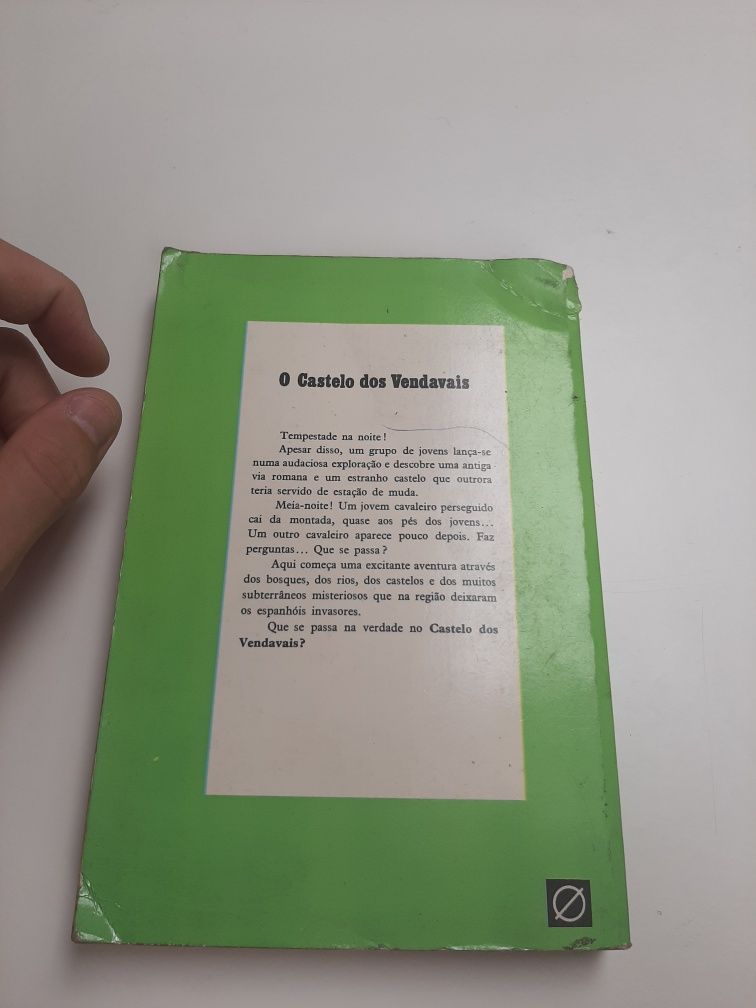 O Castelo dos Vendavais
Tempestade na noite!
Apesar disso, um grupo de jovens lança-se
numa audaciosa exploração e descobre uma antiga
via romana e um estranho castelo que outrora
teria servido de estação de muda.
Meia-noite! Um jovem cavaleiro perseguido
cai da montada, quase aos pés dos jovens...
Um outro cavaleiro aparece pouco depois. Faz
perguntas... Que se passa?
Aqui começa uma excitante aventura através
dos bosques, dos rios, dos castelos e dos muitos
subterrâneos misteriosos que na região deixaram
os espanhóis invasores.
Que se passa na verdade no Castelo dos
Vendavais?